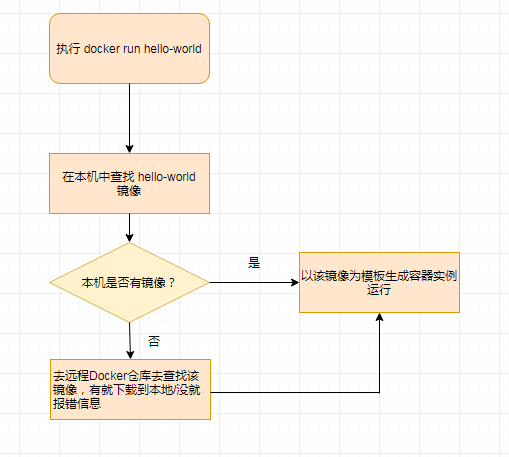 执行 docker run hello-world
在本机中查找 hello-world
镜像
本机是否有镜像？
是
以该镜像为模板生成容器实例
运行
否
去远程Docker仓库去查找该
镜像，有就下载到本地/没就
报错信息